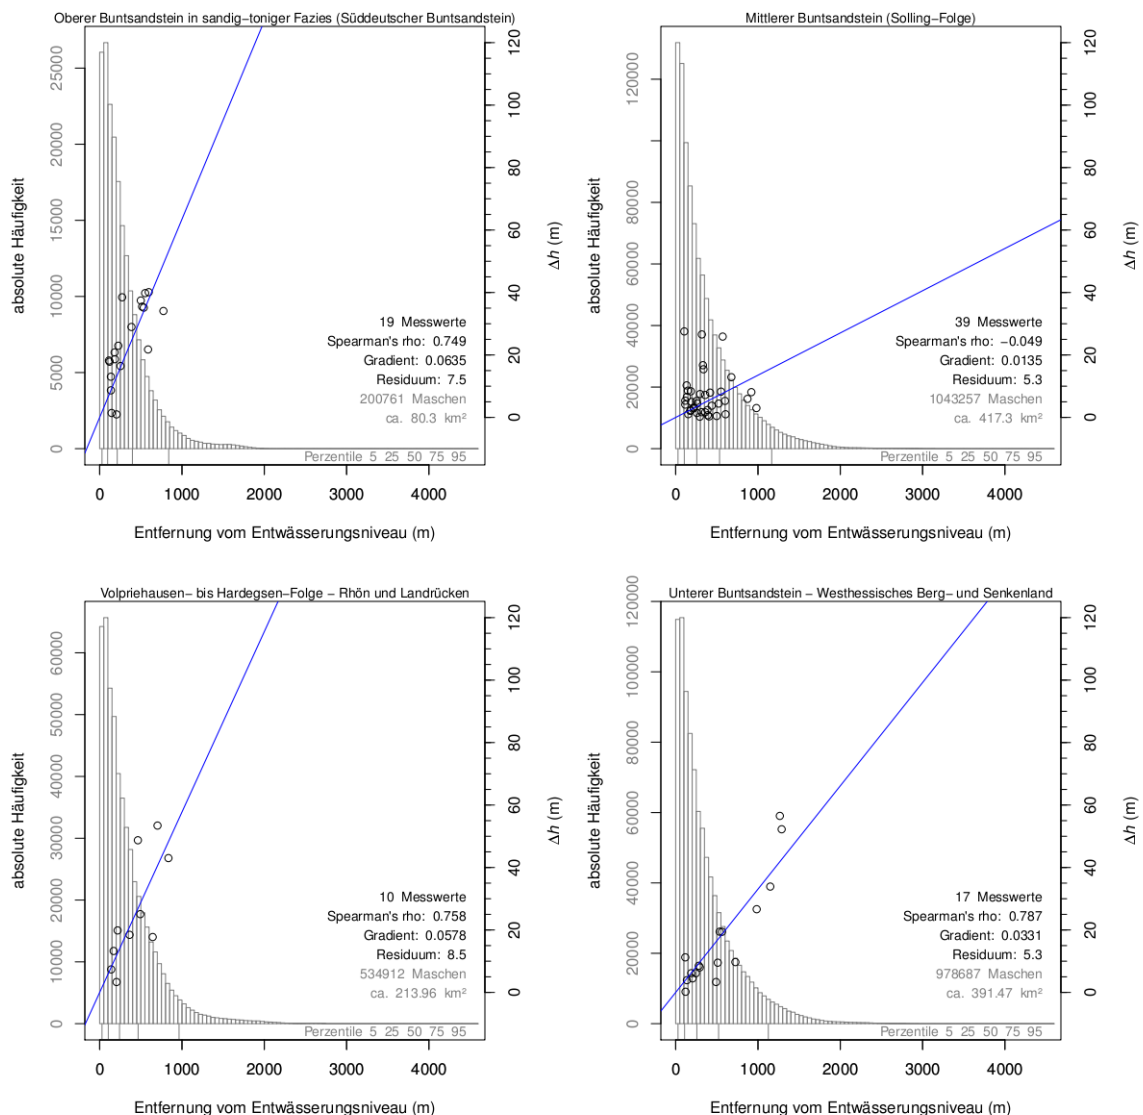 Oberer Buntsandstein in sandig−toniger Fazies (Süddeutscher Buntsandstein)
absolute Häufigkeit
0 5000 10000 15000 20000 25000
0 20 40 60 80 100 120
Δh (m)
19 Messwerte
Spearman's rho: 0.749
Gradient: 0.0635
Residuum: 7.5
200761 Maschen
ca. 80.3 km²
Perzentile 5 25 50 75 95
0 1000 2000 3000 4000
Entfernung vom Entwässerungsniveau (m)
Mittlerer Buntsandstein (Solling−Folge)
absolute Häufigkeit
0 20000 40000 60000 80000 120000
0 20 40 60 80 100 120
Δh (m)
39 Messwerte
Spearman's rho: −0.049
Gradient: 0.0135
Residuum: 5.3
1043257 Maschen
ca. 417.3 km²
Perzentile 5 25 50 75 95
0 1000 2000 3000 4000
Entfernung vom Entwässerungsniveau (m)
Volpriehausen− bis Hardegsen−Folge − Rhön und Landrücken
absolute Häufigkeit
0 10000 20000 30000 40000 50000 60000
0 20 40 60 80 100 120
Δh (m)
10 Messwerte
Spearman's rho: 0.758
Gradient: 0.0578
Residuum: 8.5
534912 Maschen
ca. 213.96 km²
Perzentile 5 25 50 75 95
0 1000 2000 3000 4000
Entfernung vom Entwässerungsniveau (m)
Unterer Buntsandstein − Westhessisches Berg− und Senkenland
absolute Häufigkeit
0 20000 40000 60000 80000 100000 120000
0 20 40 60 80 100 120
Δh (m)
17 Messwerte
Spearman's rho: 0.787
Gradient: 0.0331
Residuum: 5.3
978687 Maschen
ca. 391.47 km²
Perzentile 5 25 50 75 95
0 1000 2000 3000 4000
Entfernung vom Entwässerungsniveau (m)